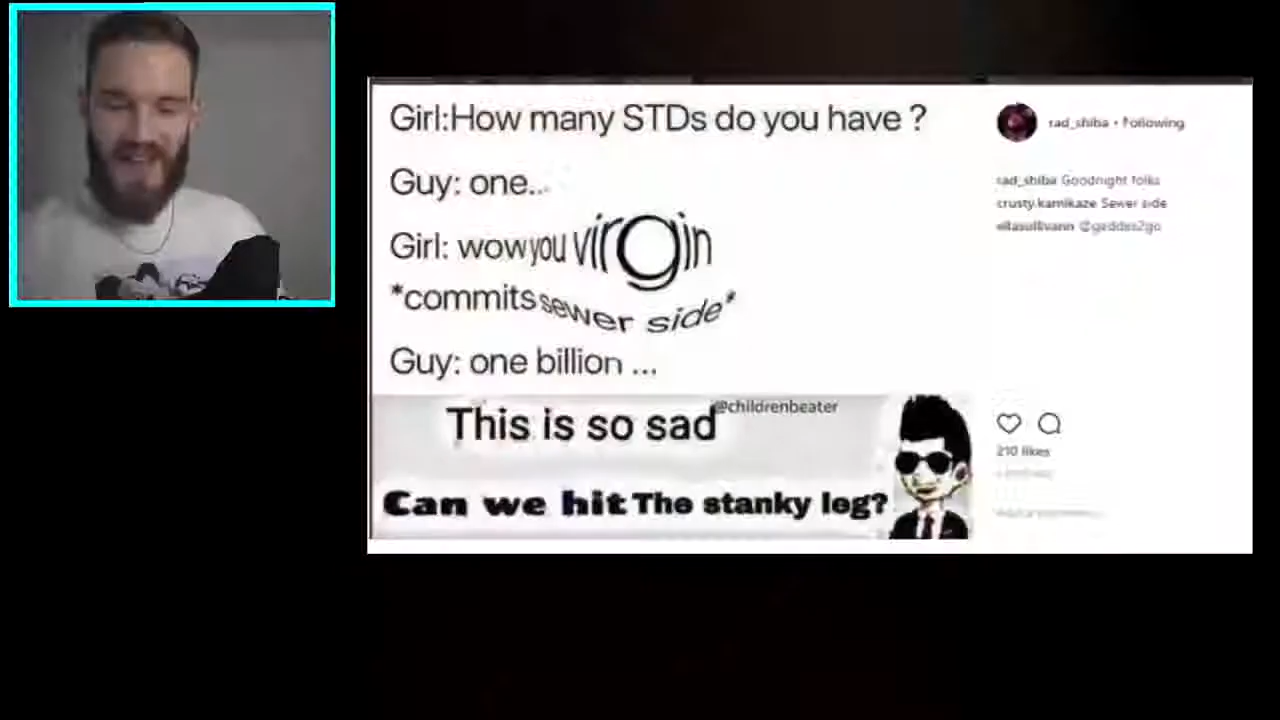 Girl:How many STDs do you have ?
Guy: one...
Girl: wow you virgin
*commits sewer side*
Guy: one billion ...
@childrenbeater
This is so sad
Can we hit The stanky leg?
rad_shiba • Following
rad_shiba Goodnight folks
crusty.kamikaze Sewer side
@geddes2go
210 likes